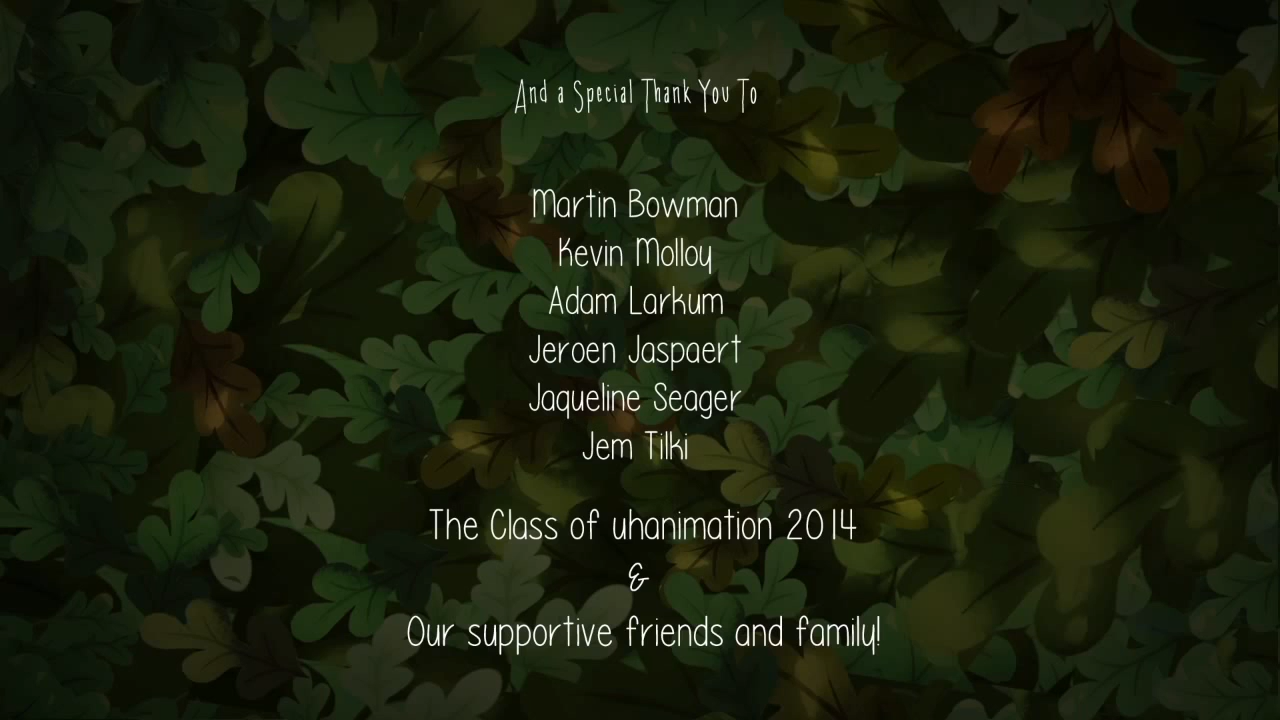 And a Special Thank You To
Martin Bowman
Kevin Molloy
Adam Larkum
Jeroen Jaspaert
Jaqueline Seager
Jem Tilki
The Class of uhanimation 2014
&
Our supportive friends and family!